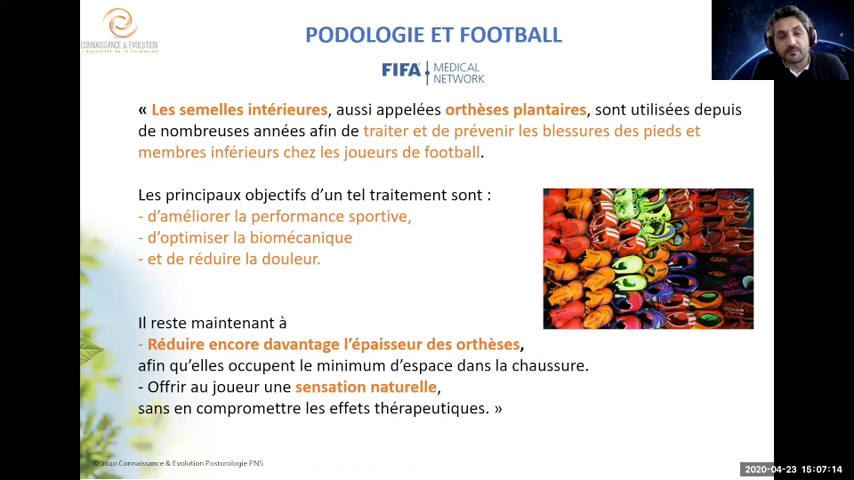 CONNAISSANCE & EVOLUTION
PODOLOGIE ET FOOTBALL
FIFA MEDICAL
NETWORK
« Les semelles intérieures, aussi appelées orthèses plantaires, sont utilisées depuis
de nombreuses années afin de traiter et de prévenir les blessures des pieds et
membres inférieurs chez les joueurs de football.
Les principaux objectifs d’un tel traitement sont :
- d’améliorer la performance sportive,
- d’optimiser la biomécanique
- et de réduire la douleur.
Il reste maintenant à
- Réduire encore davantage l’épaisseur des orthèses,
afin qu’elles occupent le minimum d’espace dans la chaussure.
- Offrir au joueur une sensation naturelle,
sans en compromettre les effets thérapeutiques. »
© 2020 Connaissance & Evolution Posturologie PNS
2020-04-23 15:07:14